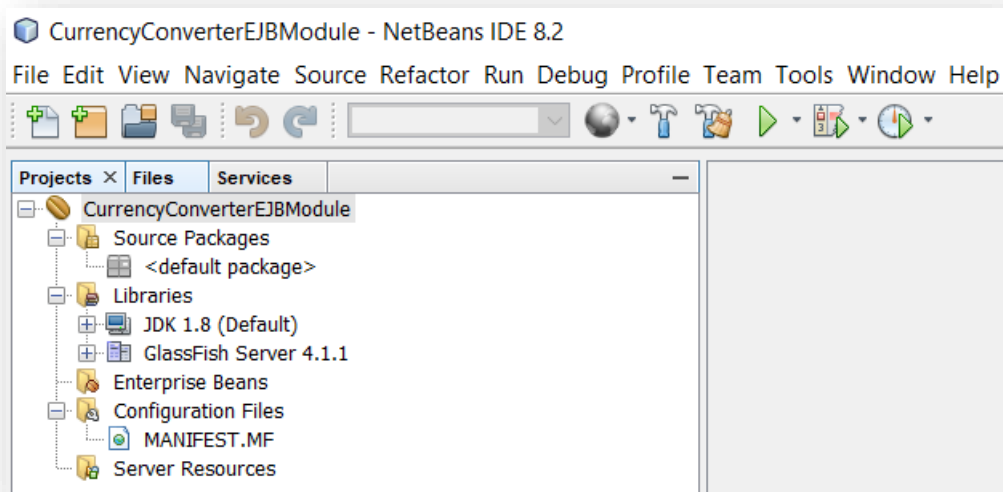 CurrencyConverterEJBModule - NetBeans IDE 8.2
File Edit View Navigate Source Refactor Run Debug Profile Team Tools Window Help
Projects Files Services
CurrencyConverterEJBModule
Source Packages
<default package>
Libraries
JDK 1.8 (Default)
GlassFish Server 4.1.1
Enterprise Beans
Configuration Files
MANIFEST.MF
Server Resources